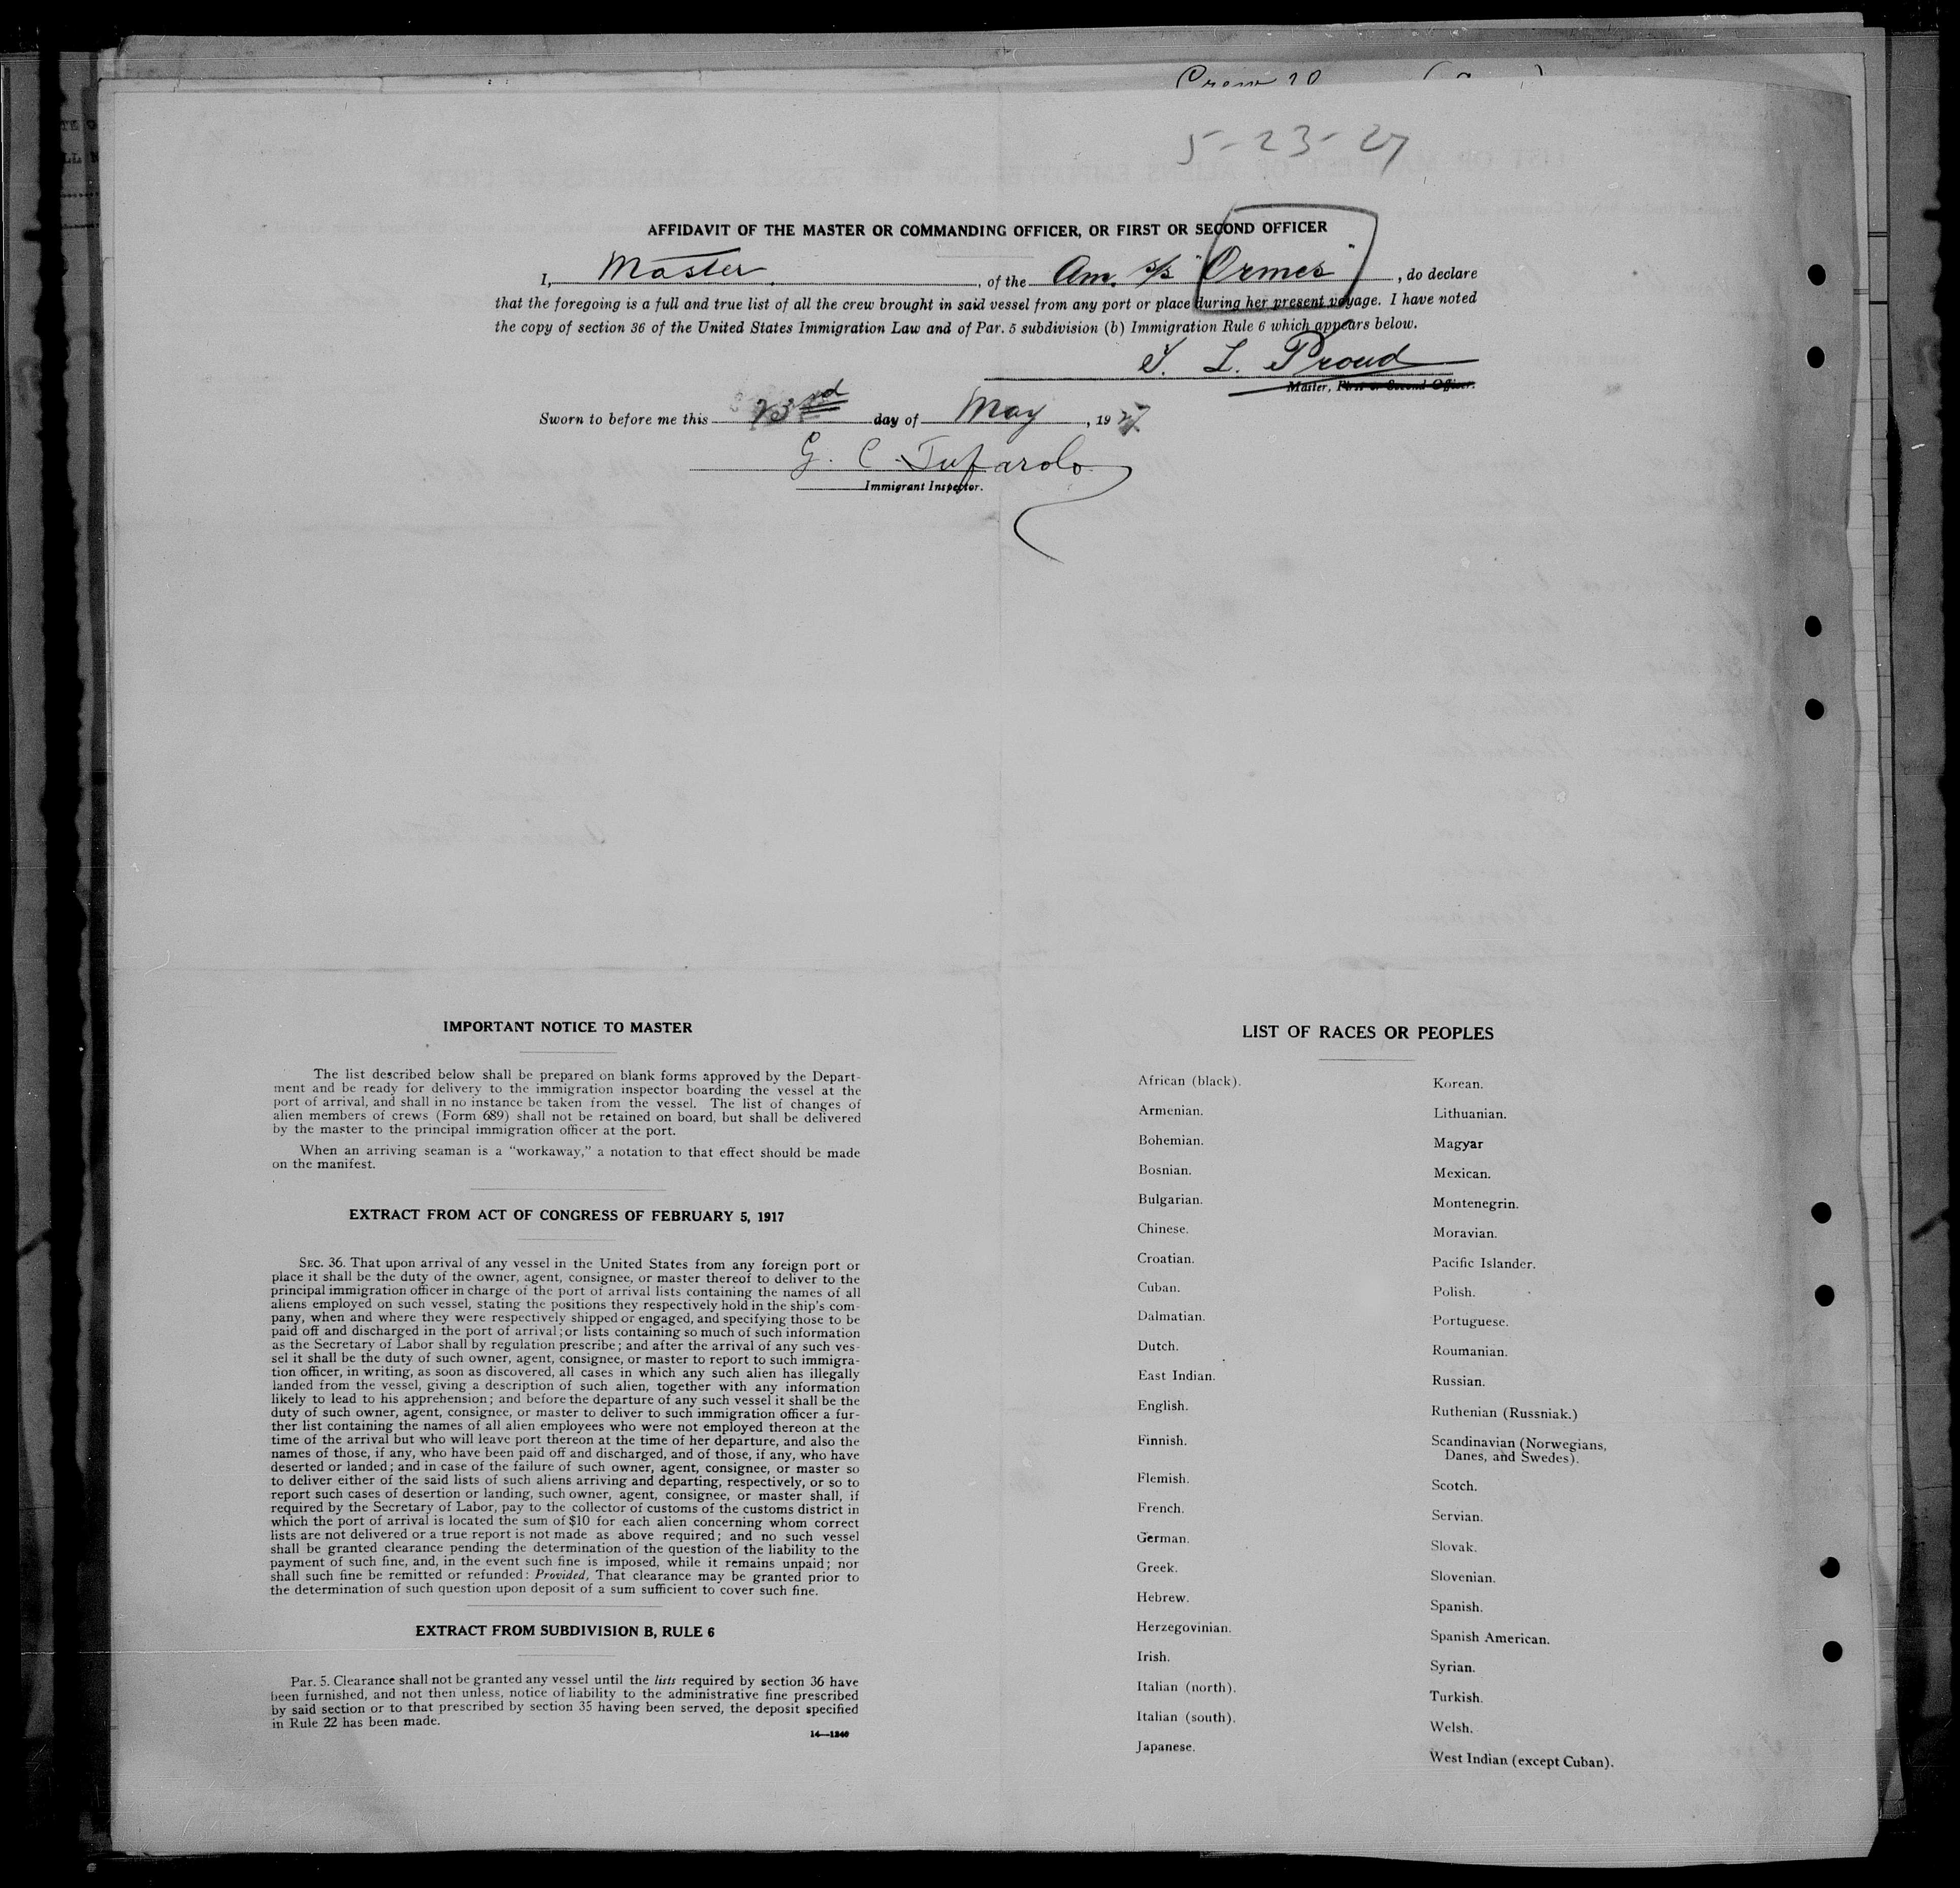 Crew 20
5-23-27
AFFIDAVIT OF THE MASTER OR COMMANDING OFFICER, OR FIRST OR SECOND OFFICER
I, Master, of the Am. s/s "Ormes", do declare
that the foregoing is a full and true list of all the crew brought in said vessel from any port or place during her present voyage. I have noted
the copy of section 36 of the United States Immigration Law and of Par. 5 subdivision (b) Immigration Rule 6 which appears below.
L. Proud
Master, First or Second Officer.
Sworn to before me this 23rd day of May, 1927
G. C. Tufarolo
Immigrant Inspector.
IMPORTANT NOTICE TO MASTER
The list described below shall be prepared on blank forms approved by the Depart-
ment and be ready for delivery to the immigration inspector boarding the vessel at the
port of arrival, and shall in no instance be taken from the vessel. The list of changes of
alien members of crews (Form 689) shall not be retained on board, but shall be delivered
by the master to the principal immigration officer at the port.
When an arriving seaman is a "workaway," a notation to that effect should be made
on the manifest.
EXTRACT FROM ACT OF CONGRESS OF FEBRUARY 5, 1917
SEC. 36. That upon arrival of any vessel in the United States from any foreign port or
place it shall be the duty of the owner, agent, consignee, or master thereof to deliver to the
principal immigration officer in charge of the port of arrival lists containing the names of all
aliens employed on such vessel, stating the positions they respectively hold in the ship's com-
pany, when and where they were respectively shipped or engaged, and specifying those to be
paid off and discharged in the port of arrival; or lists containing so much of such information
as the Secretary of Labor shall by regulation prescribe; and after the arrival of any such ves-
sel it shall be the duty of such owner, agent, consignee, or master to report to such immigra-
tion officer, in writing, as soon as discovered, all cases in which any such alien has illegally
landed from the vessel, giving a description of such alien, together with any information
likely to lead to his apprehension; and before the departure of any such vessel it shall be the
duty of such owner, agent, consignee, or master to deliver to such immigration officer a fur-
ther list containing the names of all alien employees who were not employed thereon at the
time of the arrival but who will leave port thereon at the time of her departure, and also the
names of those, if any, who have been paid off and discharged, and of those, if any, who have
deserted or landed; and in case of the failure of such owner, agent, consignee, or master so
to deliver either of the said lists of such aliens arriving and departing, respectively, or so to
report such cases of desertion or landing, such owner, agent, consignee, or master shall, if
required by the Secretary of Labor, pay to the collector of customs of the customs district in
which the port of arrival is located the sum of $10 for each alien concerning whom correct
lists are not delivered or a true report is not made as above required; and no such vessel
shall be granted clearance pending the determination of the question of the liability to the
payment of such fine, and, in the event such fine is imposed, while it remains unpaid; nor
shall such fine be remitted or refunded: Provided, That clearance may be granted prior to
the determination of such question upon deposit of a sum sufficient to cover such fine.
EXTRACT FROM SUBDIVISION B, RULE 6
Par. 5. Clearance shall not be granted any vessel until the lists required by section 36 have
been furnished, and not then unless, notice of liability to the administrative fine prescribed
by said section or to that prescribed by section 35 having been served, the deposit specified
in Rule 22 has been made.
14—1240
LIST OF RACES OR PEOPLES
African (black).
Armenian.
Bohemian.
Bosnian.
Bulgarian.
Chinese.
Croatian.
Cuban.
Dalmatian.
Dutch.
East Indian.
English.
Finnish.
Flemish.
French.
German.
Greek.
Hebrew.
Herzegovinian.
Irish.
Italian (north).
Italian (south).
Japanese.
Korean.
Lithuanian.
Magyar
Mexican.
Montenegrin.
Moravian.
Pacific Islander.
Polish.
Portuguese.
Roumanian.
Russian.
Ruthenian (Russniak.)
Scandinavian (Norwegians,
Danes, and Swedes).
Scotch.
Servian.
Slovak.
Slovenian.
Spanish.
Spanish American.
Syrian.
Turkish.
Welsh.
West Indian (except Cuban).